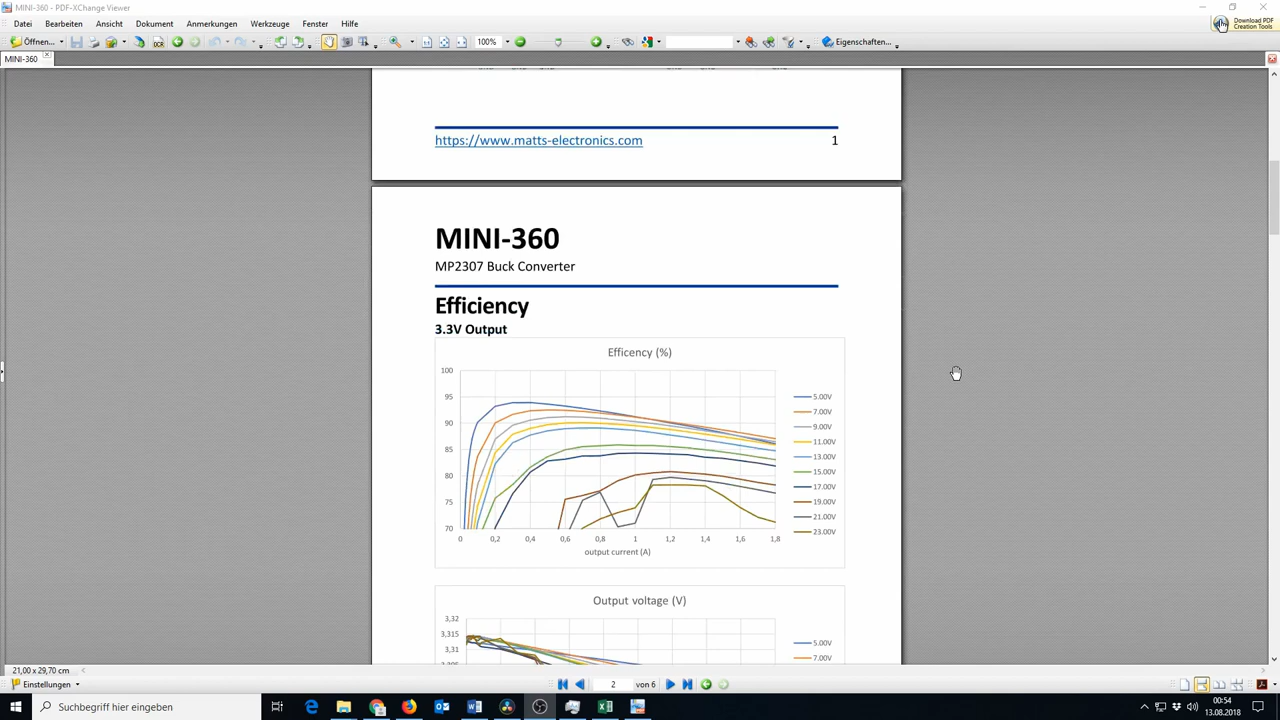 MINI-360 - PDF-XChange Viewer
Datei Bearbeiten Ansicht Dokument Anmerkungen Werkzeuge Fenster Hilfe
Download PDF
Creation Tools
Öffnen... OCR 100% Eigenschaften...
MINI-360
https://www.matts-electronics.com 1
MINI-360
MP2307 Buck Converter
Efficiency
3.3V Output
Efficency (%)
100
95
90
85
80
75
70
0 0,2 0,4 0,6 0,8 1 1,2 1,4 1,6 1,8
output current (A)
5.00V
7.00V
9.00V
11.00V
13.00V
15.00V
17.00V
19.00V
21.00V
23.00V
Output voltage (V)
3,32
3,315
3,31
5.00V
7.00V
21,00 x 29,70 cm
Einstellungen 2 von 6
Suchbegriff hier eingeben
00:54
13.08.2018